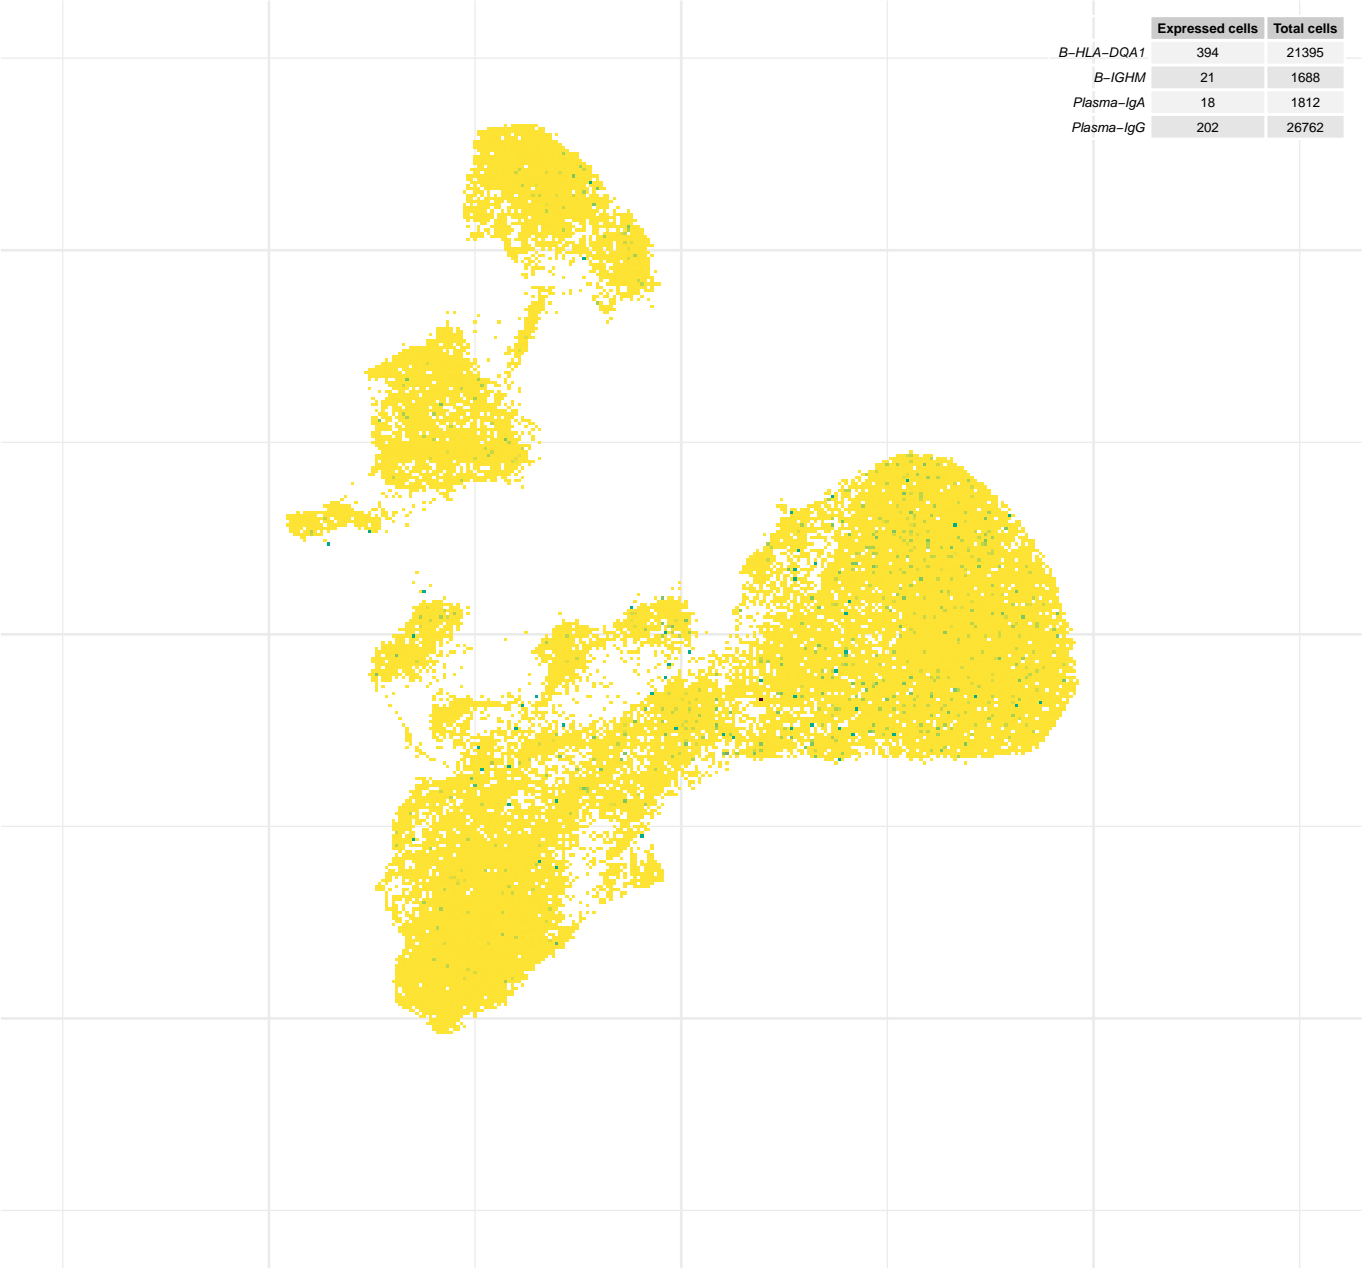 Expressed cells Total cells
B−HLA−DQA1 394 21395
B−IGHM 21 1688
Plasma−IgA 18 1812
Plasma−IgG 202 26762